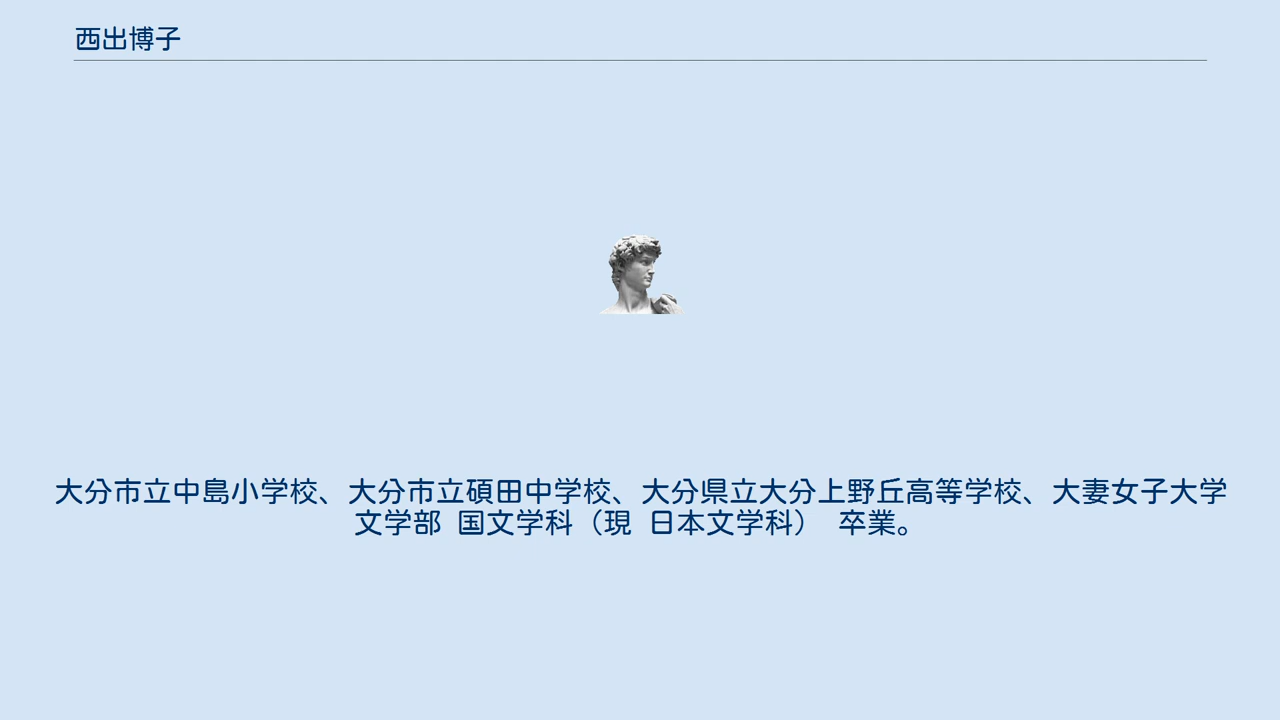 西出博子
大分市立中島小学校、大分市立碩田中学校、大分県立大分上野丘高等学校、大妻女子大学
文学部 国文学科（現 日本文学科） 卒業。